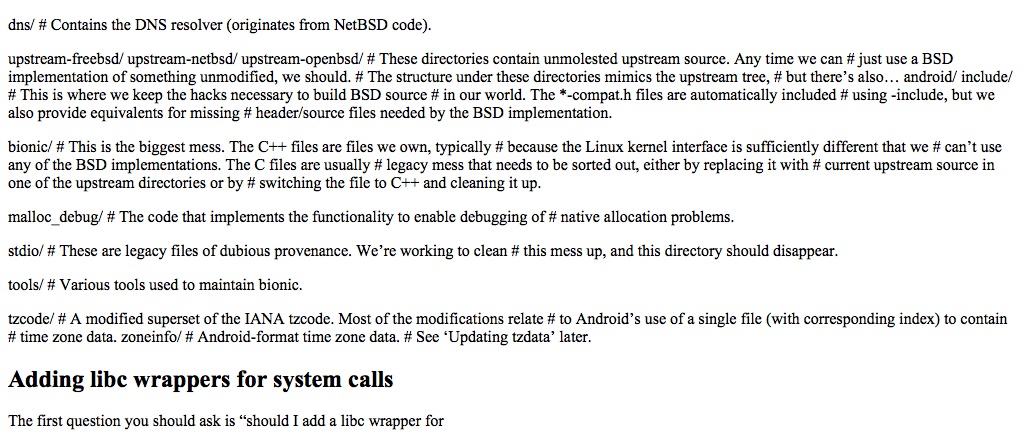 dns/ # Contains the DNS resolver (originates from NetBSD code).
upstream-freebsd/ upstream-netbsd/ upstream-openbsd/ # These directories contain unmolested upstream source. Any time we can # just use a BSD
implementation of something unmodified, we should. # The structure under these directories mimics the upstream tree, # but there’s also… android/ include/
# This is where we keep the hacks necessary to build BSD source # in our world. The *-compat.h files are automatically included # using -include, but we
also provide equivalents for missing # header/source files needed by the BSD implementation.
bionic/ # This is the biggest mess. The C++ files are files we own, typically # because the Linux kernel interface is sufficiently different that we # can’t use
any of the BSD implementations. The C files are usually # legacy mess that needs to be sorted out, either by replacing it with # current upstream source in
one of the upstream directories or by # switching the file to C++ and cleaning it up.
malloc_debug/ # The code that implements the functionality to enable debugging of # native allocation problems.
stdio/ # These are legacy files of dubious provenance. We’re working to clean # this mess up, and this directory should disappear.
tools/ # Various tools used to maintain bionic.
tzcode/ # A modified superset of the IANA tzcode. Most of the modifications relate # to Android’s use of a single file (with corresponding index) to contain
# time zone data. zoneinfo/ # Android-format time zone data. # See ‘Updating tzdata’ later.
Adding libc wrappers for system calls
The first question you should ask is “should I add a libc wrapper for